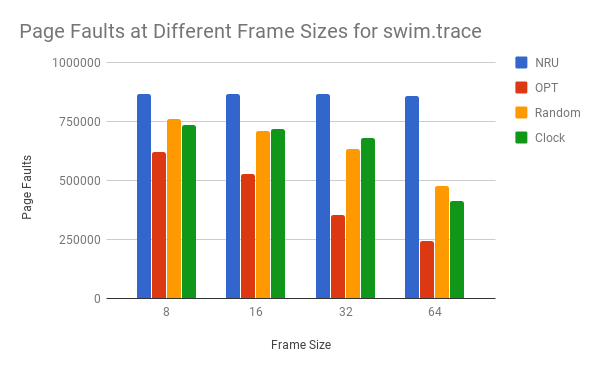 Page Faults at Different Frame Sizes for swim.trace
1000000
750000
500000
250000
0
Page Faults
8
16
32
64
Frame Size
NRU
OPT
Random
Clock